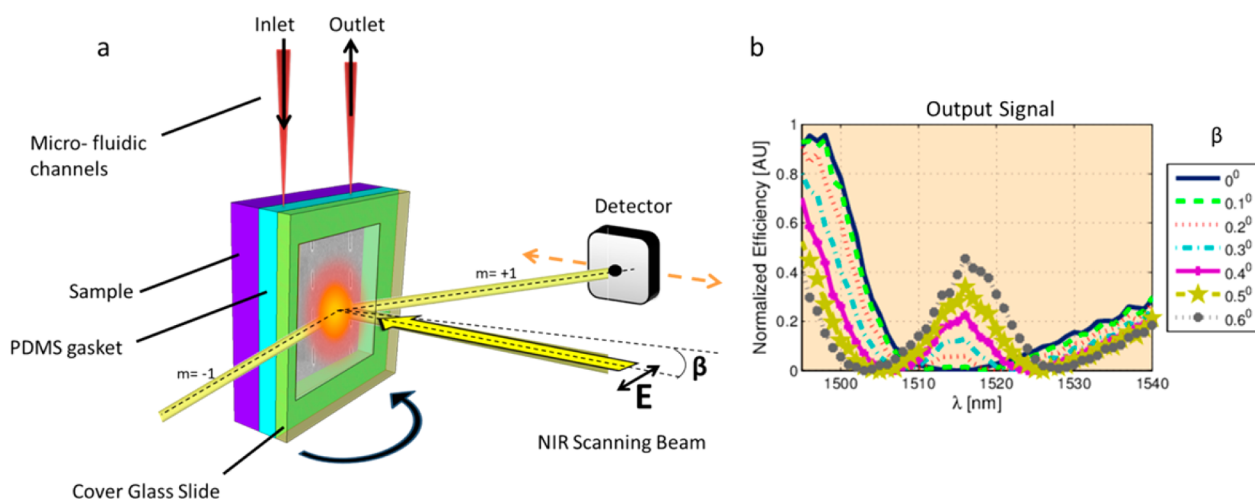 a
Inlet
Outlet
Micro- fluidic
channels
Sample
PDMS gasket
m= -1
Cover Glass Slide
m= +1
Detector
β
E
NIR Scanning Beam
b
Output Signal
Normalized Efficiency [AU]
1
0.8
0.6
0.4
0.2
0
1500
1510
1520
1530
1540
λ [nm]
β
0⁰
0.1⁰
0.2⁰
0.3⁰
0.4⁰
0.5⁰
0.6⁰